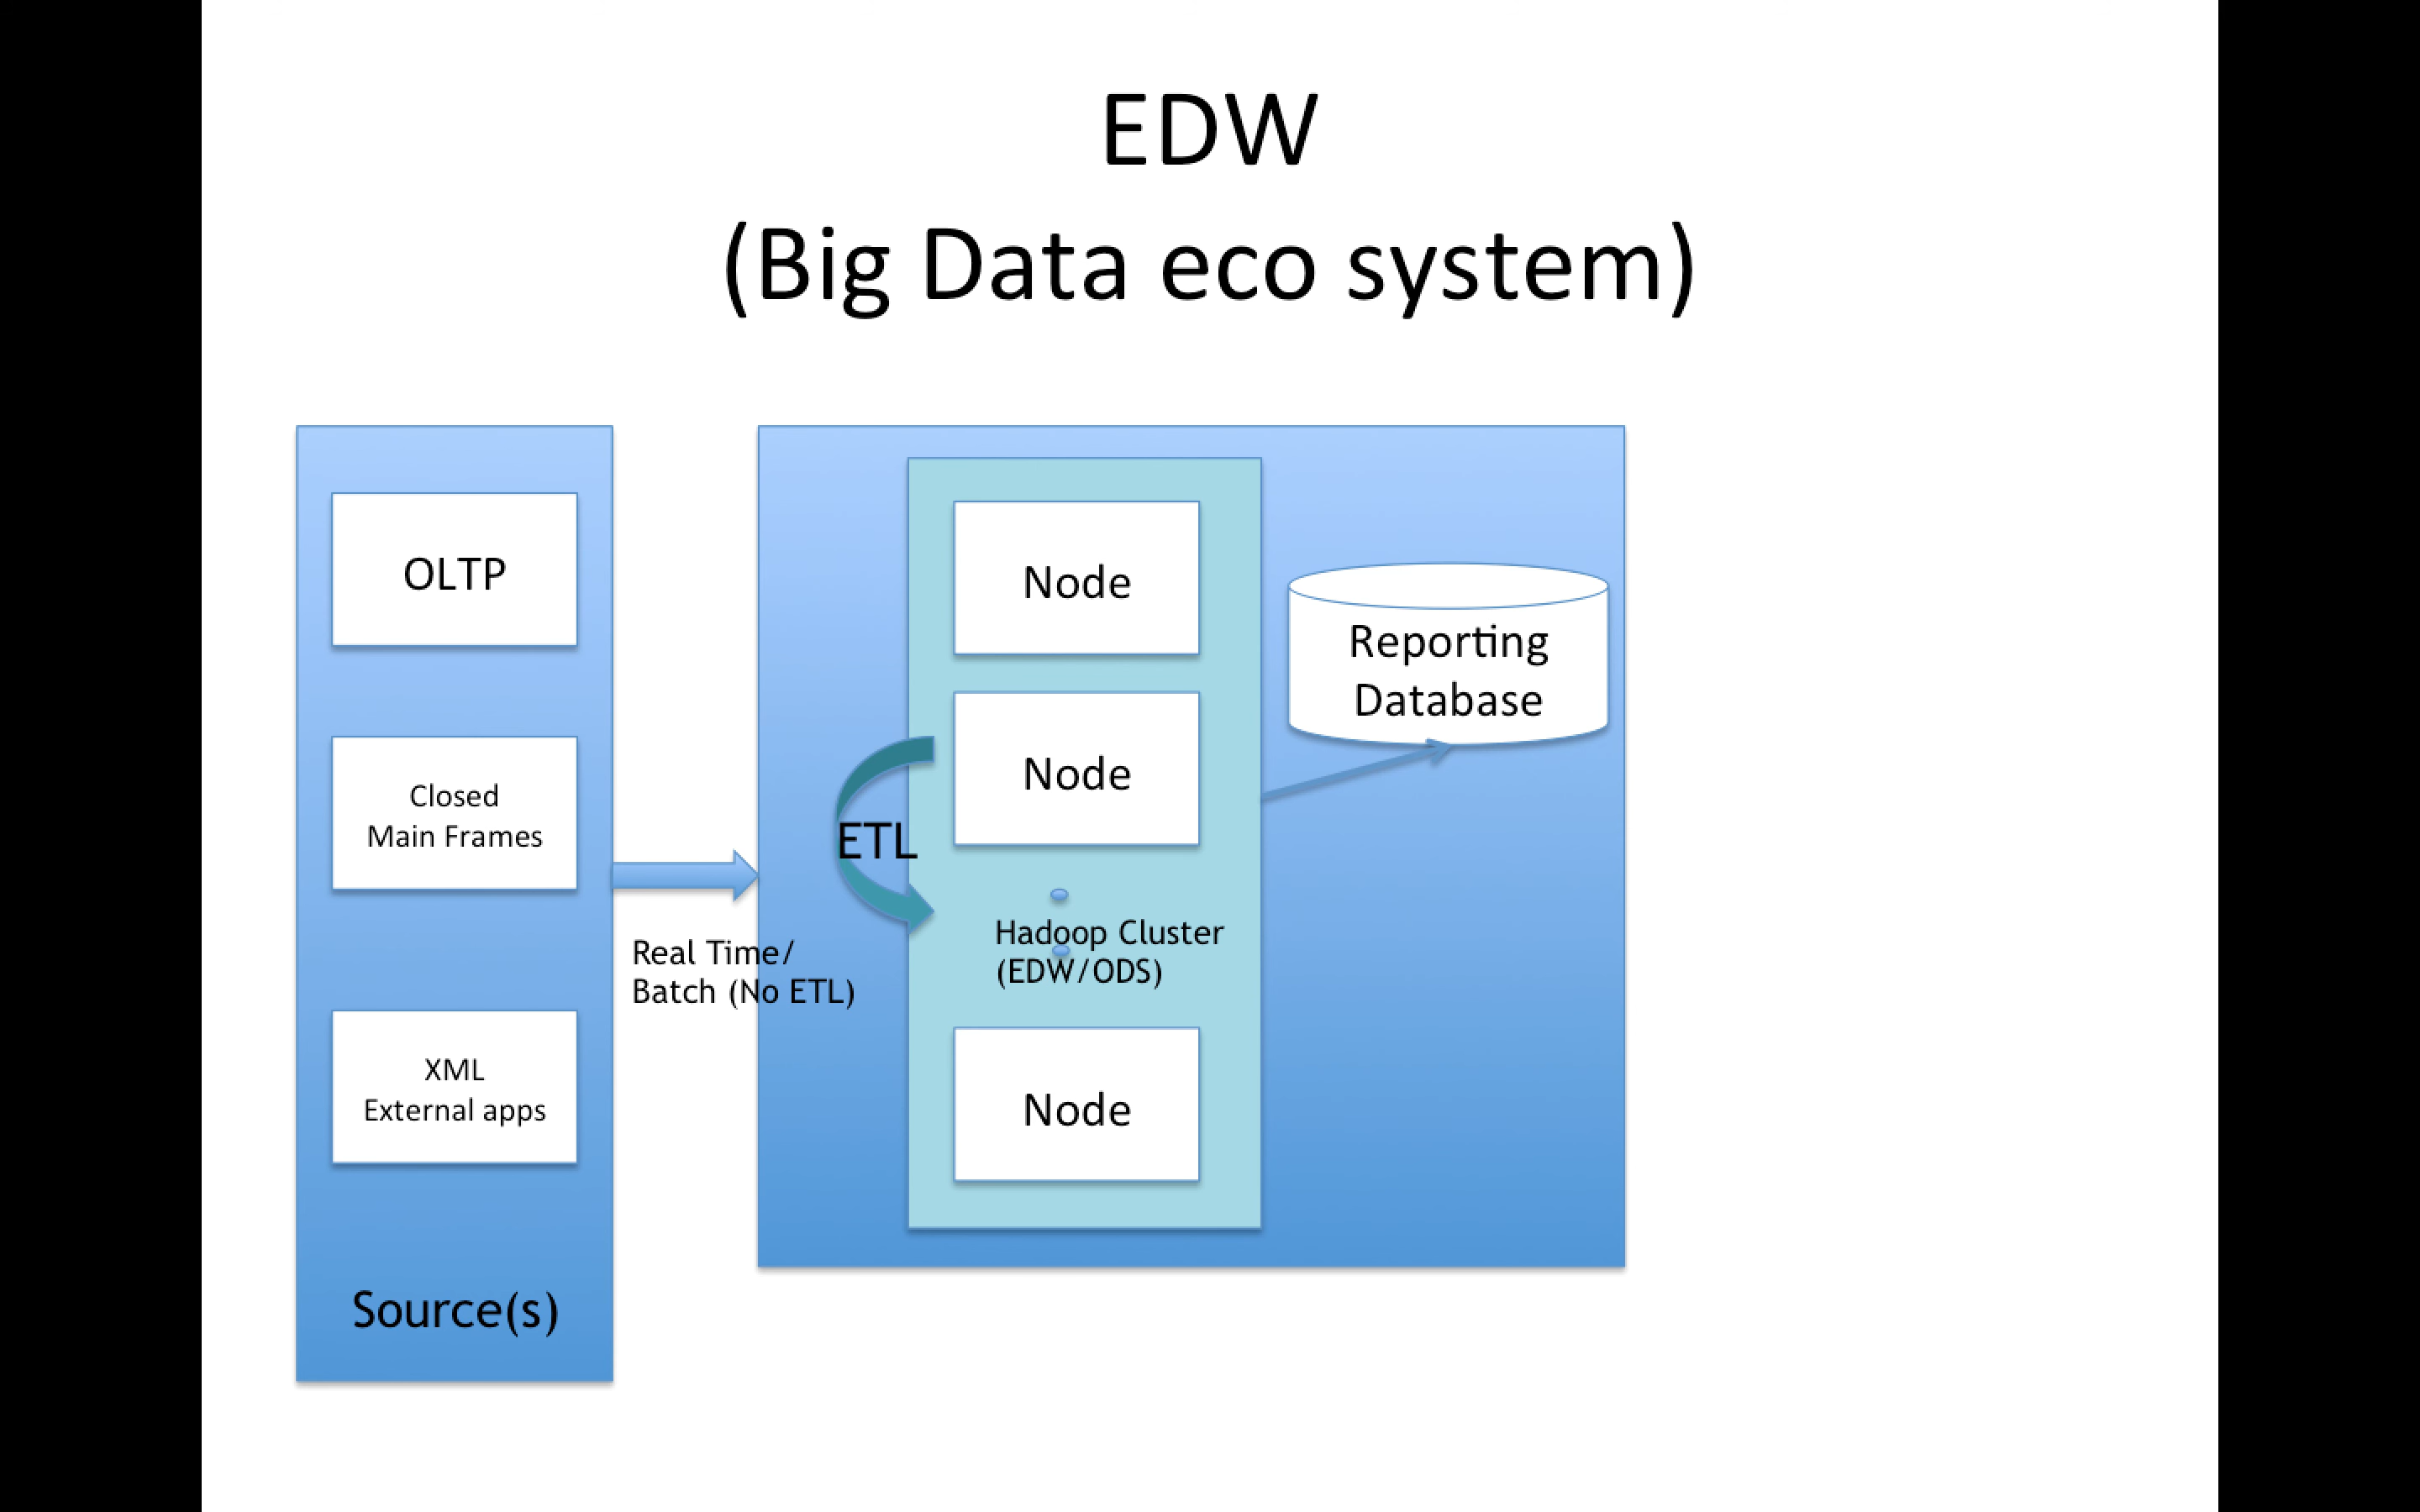 EDW
(Big Data eco system)
OLTP
Closed
Main Frames
XML
External apps
Source(s)
Real Time/
Batch (No ETL)
ETL
Node
Node
Hadoop Cluster
(EDW/ODS)
Node
Reporting
Database